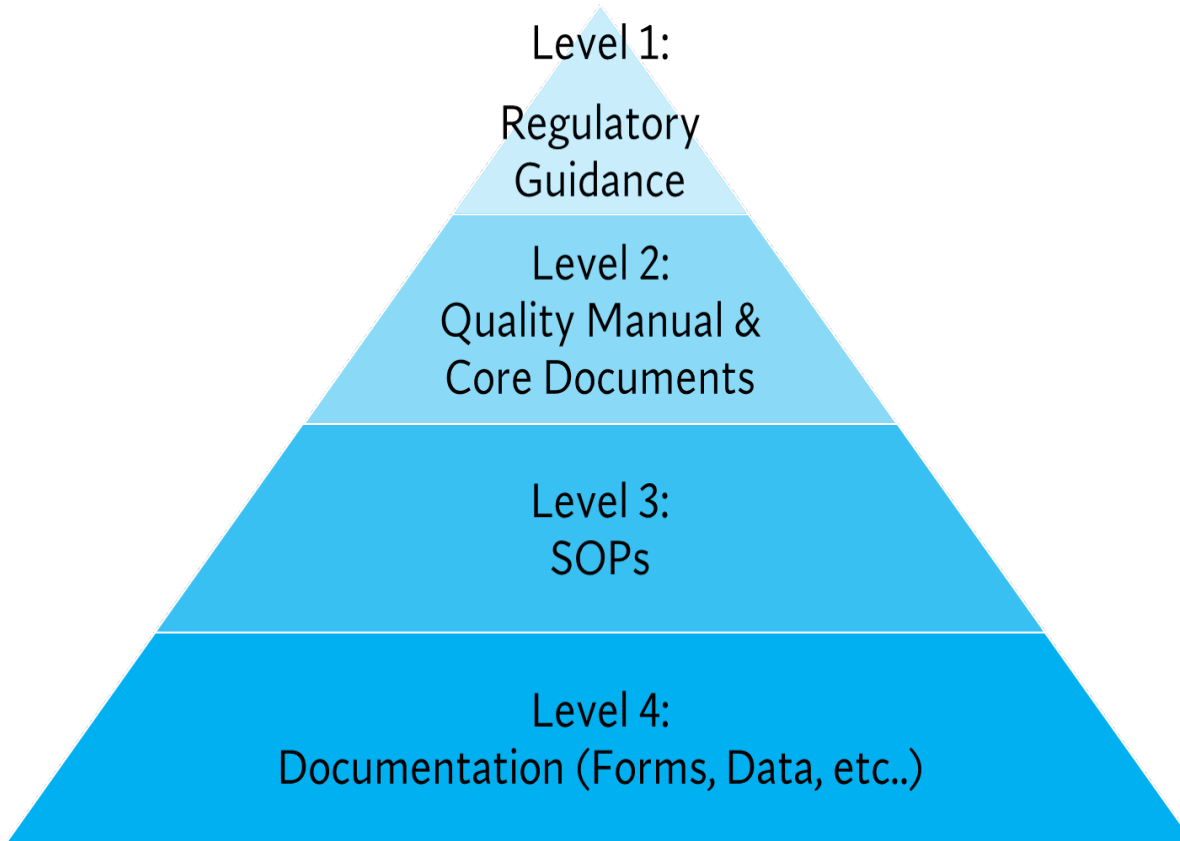 Level 1:
Regulatory
Guidance
Level 2:
Quality Manual &
Core Documents
Level 3:
SOPs
Level 4:
Documentation (Forms, Data, etc..)